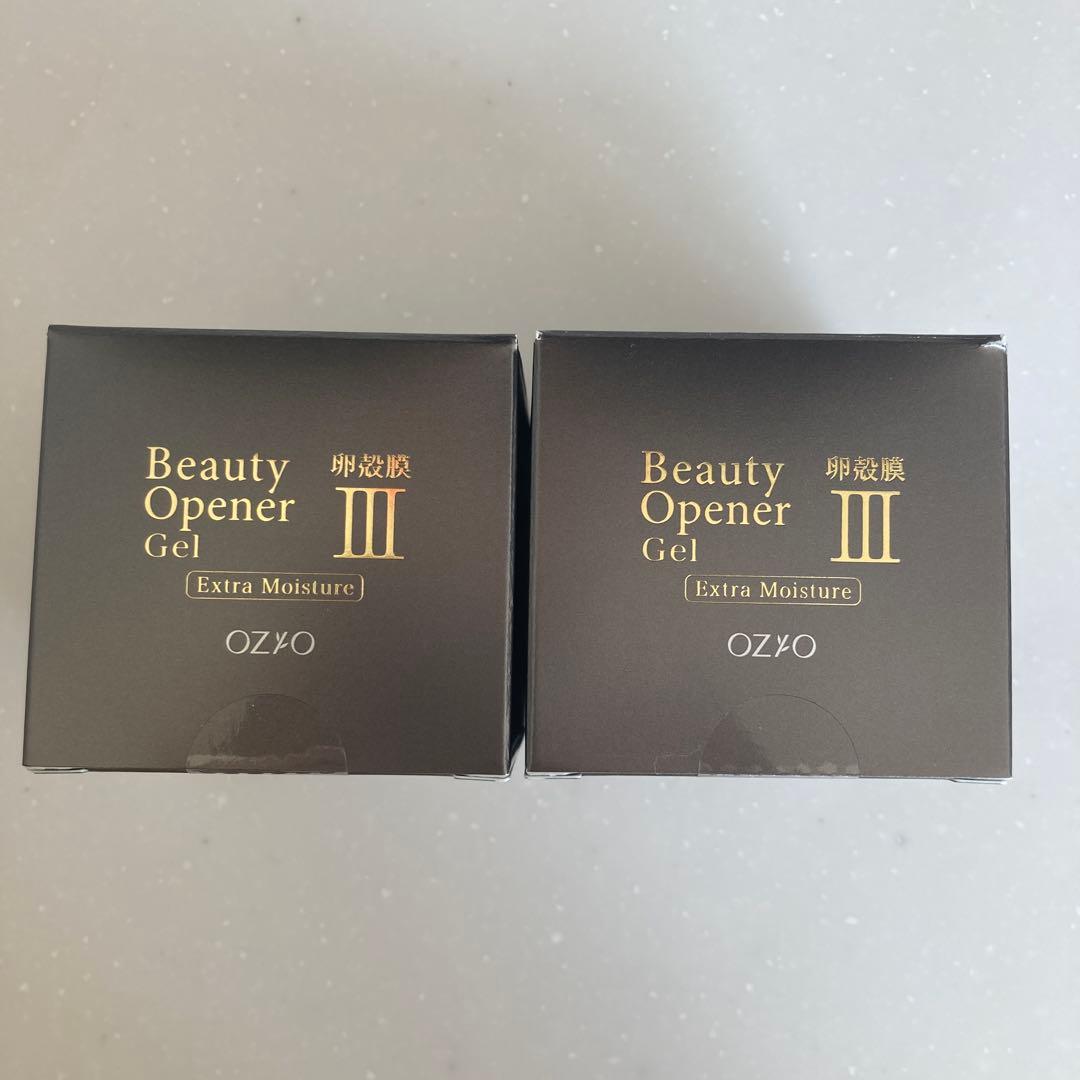 Beauty
Opener
Gel
卵殻膜
III
Extra Moisture
OZIO
Beauty
Opener
Gel
卵殻膜
III
Extra Moisture
OZIO